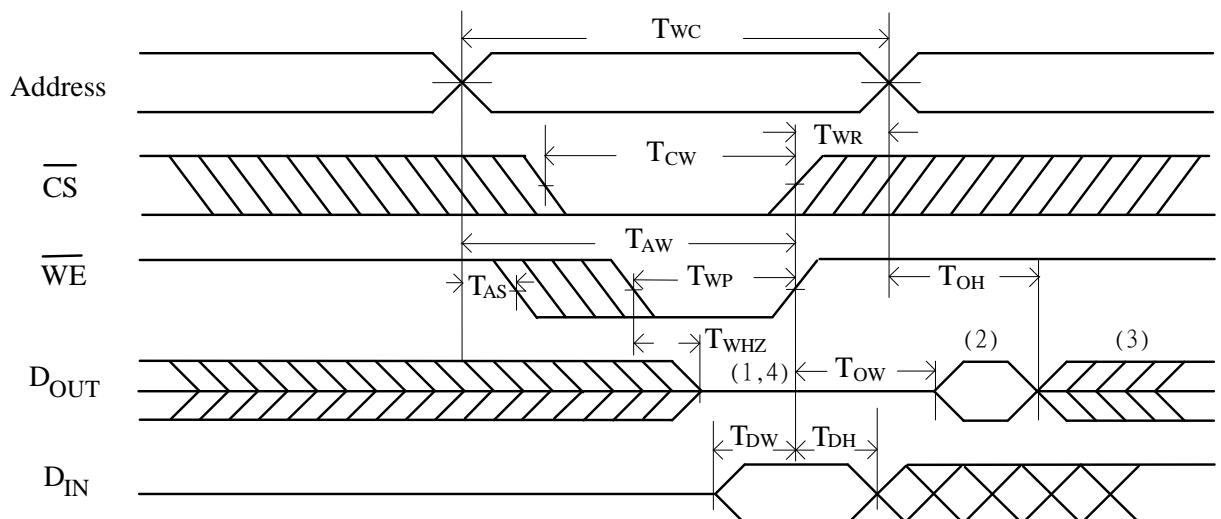 TWC
Address
TWR
TCW
CS
TAW
WE
TAS
TWP
TOH
TWHZ
(2)
(3)
DOUT
(1,4)
TOW
TDW
TDH
DIN